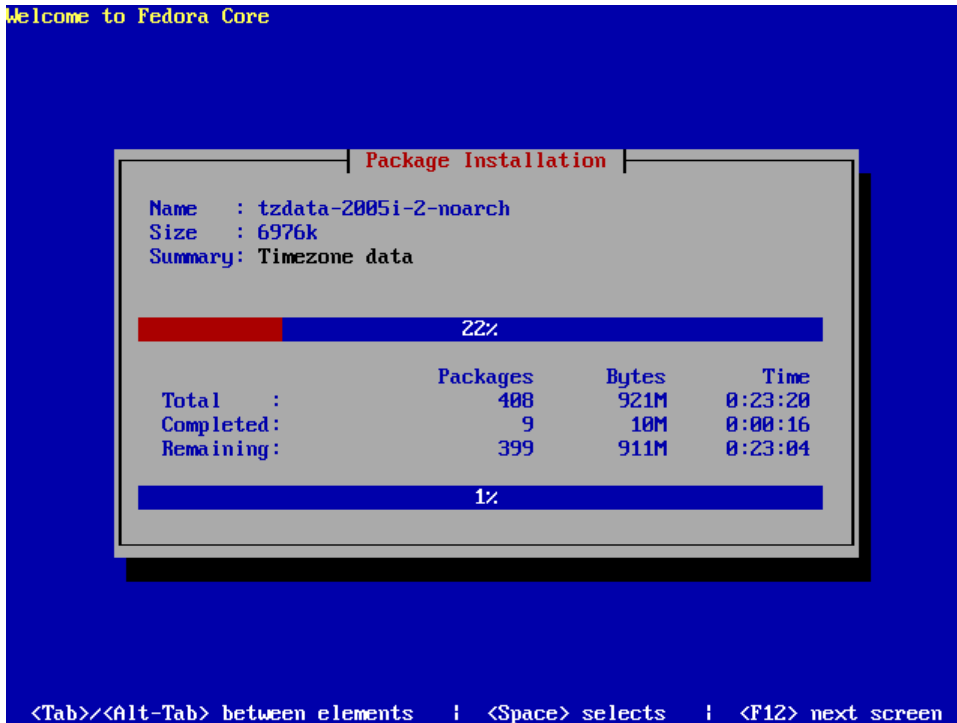 Welcome to Fedora Core
Package Installation
Name   : tzdata-2005i-2-noarch
Size   : 6976k
Summary: Timezone data
22%
Packages Bytes Time
Total    : 408 921M 0:23:20
Completed: 9 10M 0:00:16
Remaining: 399 911M 0:23:04
1%
<Tab>/<Alt-Tab> between elements   |  <Space> selects   |  <F12> next screen